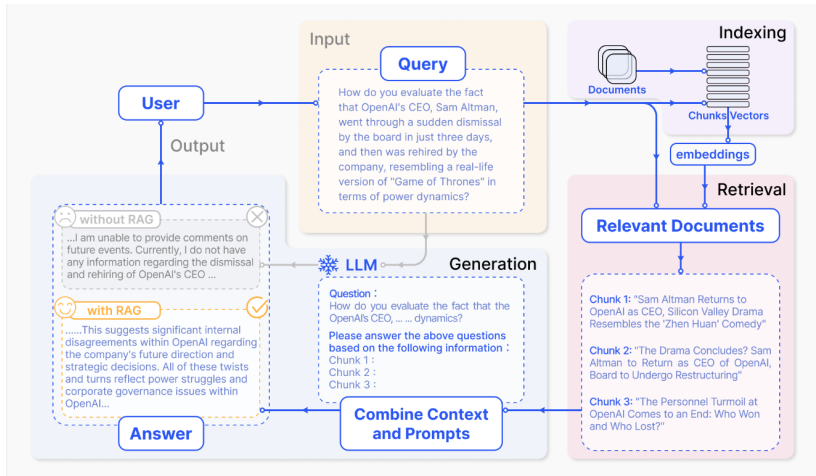 Input
Indexing
Query
Documents
How do you evaluate the fact
that OpenAI's CEO, Sam Altman,
went through a sudden dismissal
by the board in just three days,
and then was rehired by the
company, resembling a real-life
version of "Game of Thrones" in
terms of power dynamics?
User
Chunks Vectors
embeddings
Output
Retrieval
Relevant Documents
without RAG
...I am unable to provide comments on
future events. Currently, I do not have
any information regarding the dismissal
and rehiring of OpenAI's CEO ...
with RAG
......This suggests significant internal
disagreements within OpenAI regarding
the company's future direction and
strategic decisions. All of these twists
and turns reflect power struggles and
corporate governance issues within
OpenAI...
Answer
LLM
Generation
Question :
How do you evaluate the fact that the
OpenAI's CEO, ... ... dynamics?
Please answer the above questions
based on the following information :
Chunk 1 :
Chunk 2 :
Chunk 3 :
Combine Context
and Prompts
Chunk 1: "Sam Altman Returns to
OpenAI as CEO, Silicon Valley Drama
Resembles the 'Zhen Huan' Comedy"
Chunk 2: "The Drama Concludes? Sam
Altman to Return as CEO of OpenAI,
Board to Undergo Restructuring"
Chunk 3: "The Personnel Turmoil at
OpenAI Comes to an End: Who Won
and Who Lost?"